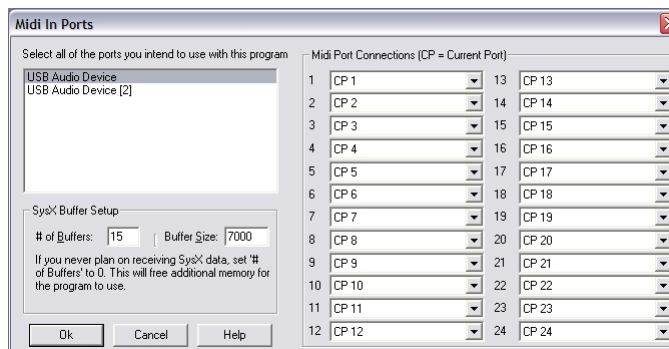 Midi In Ports
Select all of the ports you intend to use with this program
USB Audio Device
USB Audio Device [2]
SysX Buffer Setup
# of Buffers: 15 Buffer Size: 7000
If you never plan on receiving SysX data, set '#
of Buffers' to 0. This will free additional memory for
the program to use.
Ok Cancel Help
Midi Port Connections (CP = Current Port)
1 CP 1 13 CP 13
2 CP 2 14 CP 14
3 CP 3 15 CP 15
4 CP 4 16 CP 16
5 CP 5 17 CP 17
6 CP 6 18 CP 18
7 CP 7 19 CP 19
8 CP 8 20 CP 20
9 CP 9 21 CP 21
10 CP 10 22 CP 22
11 CP 11 23 CP 23
12 CP 12 24 CP 24